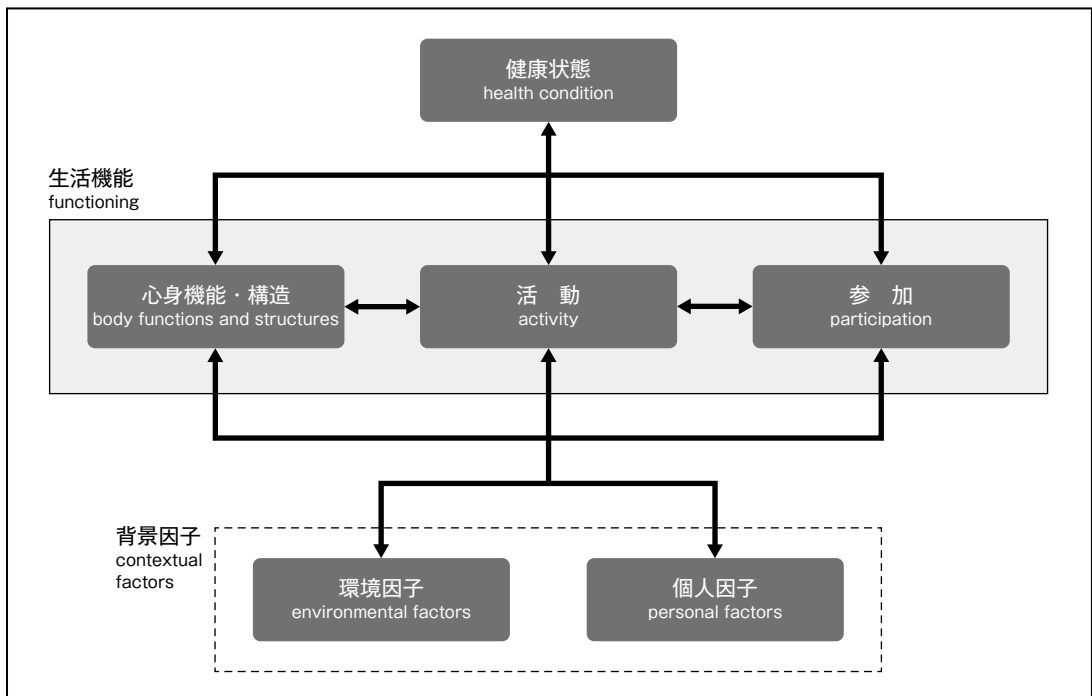 健康状態
health condition
生活機能
functioning
心身機能・構造
body functions and structures
活　動
activity
参　加
participation
背景因子
contextual
factors
環境因子
environmental factors
個人因子
personal factors